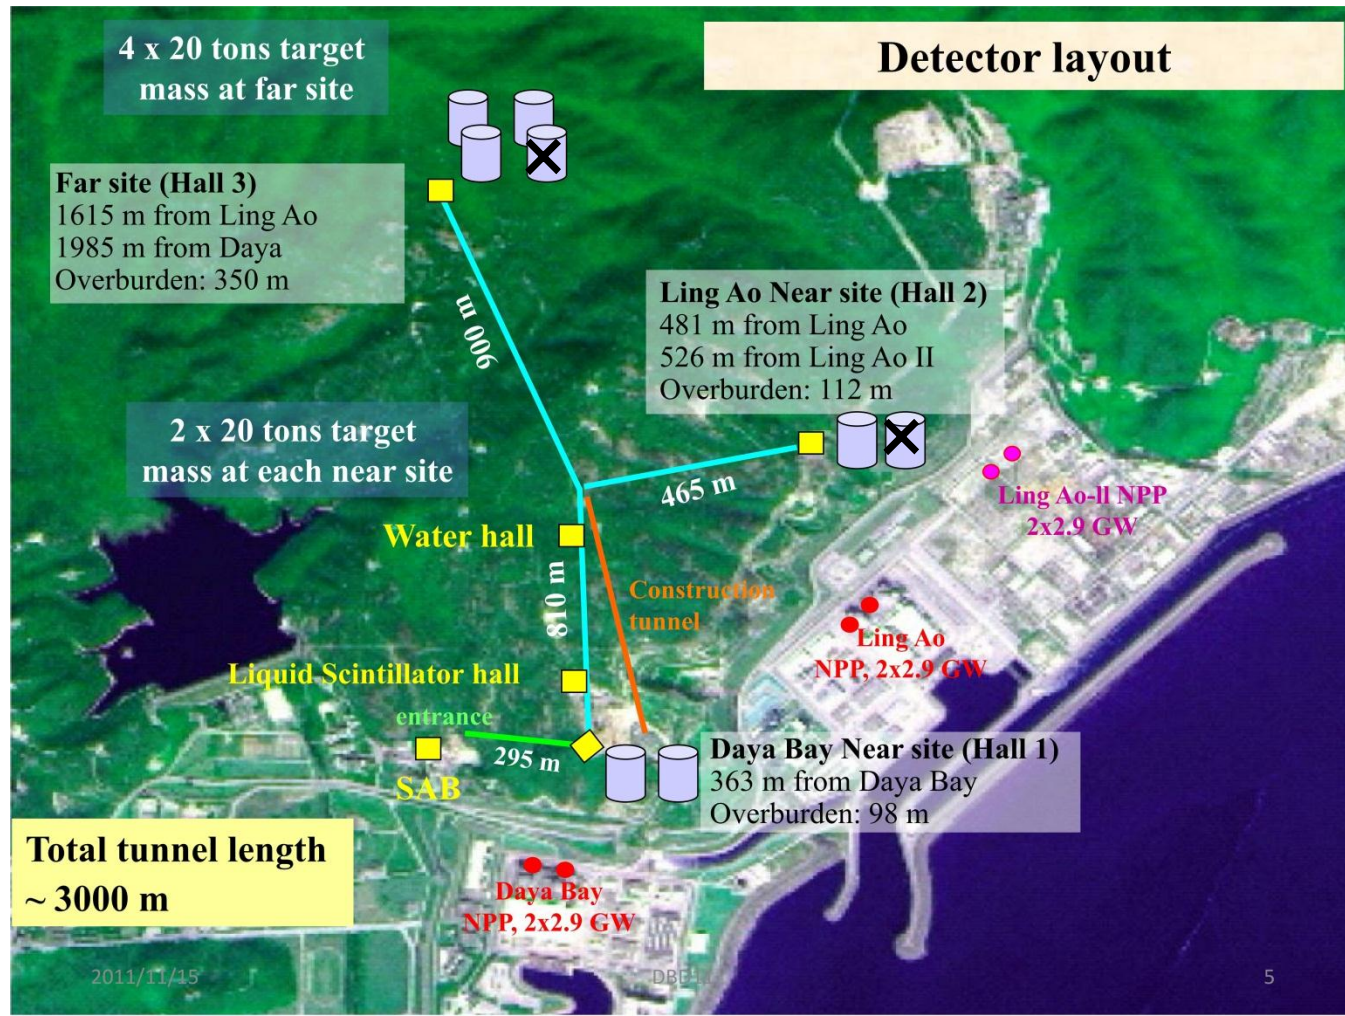 4 x 20 tons target
mass at far site
Detector layout
Far site (Hall 3)
1615 m from Ling Ao
1985 m from Daya
Overburden: 350 m
900 m
Ling Ao Near site (Hall 2)
481 m from Ling Ao
526 m from Ling Ao II
Overburden: 112 m
2 x 20 tons target
mass at each near site
465 m
Ling Ao-ll NPP
2x2.9 GW
Water hall
810 m
Construction
tunnel
Ling Ao
NPP, 2x2.9 GW
Liquid Scintillator hall
entrance
295 m
SAB
Daya Bay Near site (Hall 1)
363 m from Daya Bay
Overburden: 98 m
Total tunnel length
~ 3000 m
Daya Bay
NPP, 2x2.9 GW
2011/11/15
5